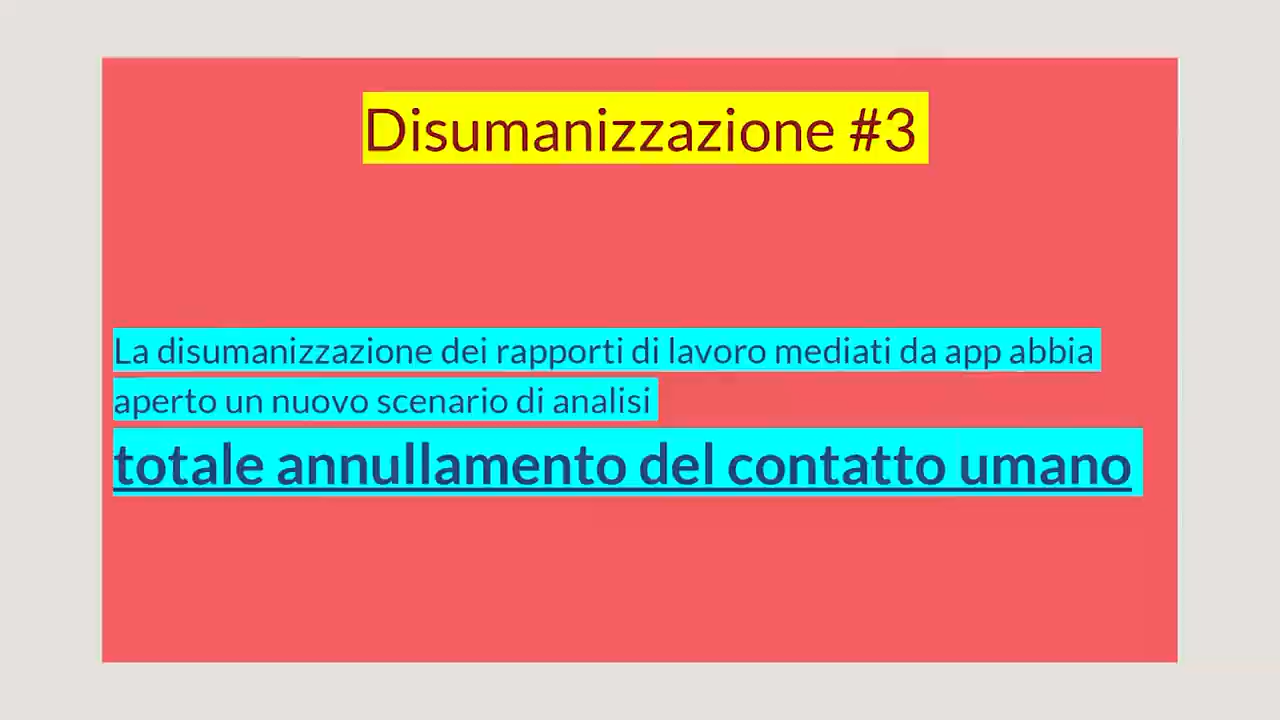 Disumanizzazione #3
La disumanizzazione dei rapporti di lavoro mediati da app abbia
aperto un nuovo scenario di analisi
totale annullamento del contatto umano